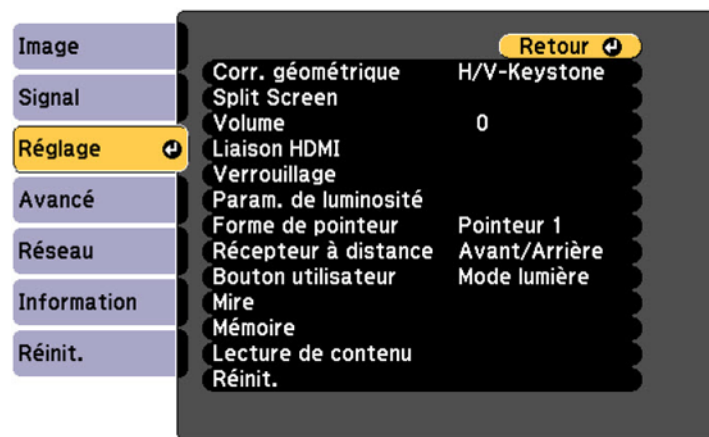 Image
Signal
Réglage
Avancé
Réseau
Information
Réinit.
Retour
Corr. géométrique H/V-Keystone
Split Screen
Volume 0
Liaison HDMI
Verrouillage
Param. de luminosité
Forme de pointeur Pointeur 1
Récepteur à distance Avant/Arrière
Bouton utilisateur Mode lumière
Mire
Mémoire
Lecture de contenu
Réinit.